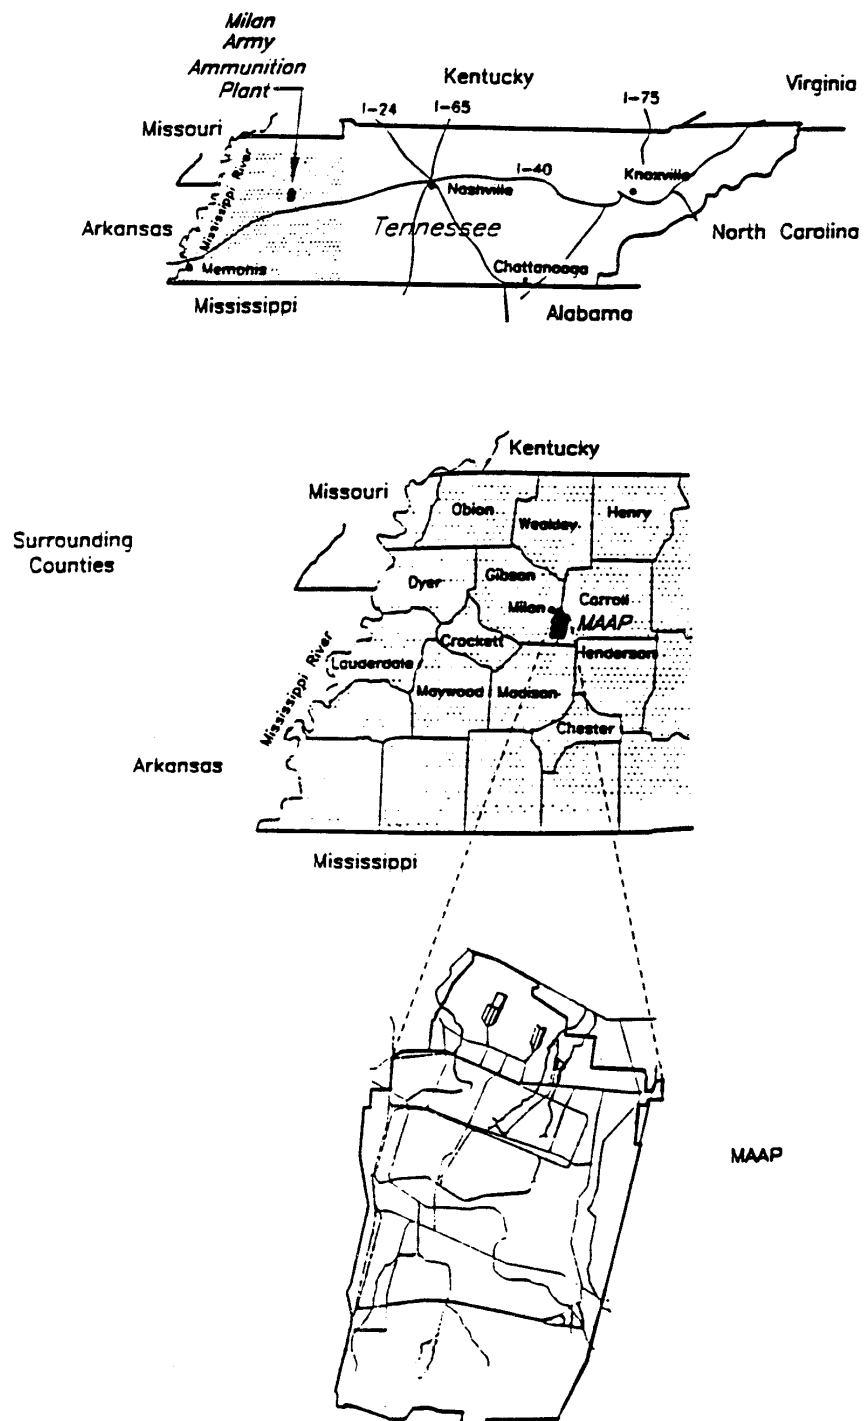 Milan
Army
Ammunition
Plant
Kentucky
Virginia
I-24
I-65
I-75
Missouri
I-40
Knoxville
Mississippi River
Nashville
Arkansas
Tennessee
North Carolina
Memphis
Chattanooga
Mississippi
Alabama
Kentucky
Missouri
Obion
Henry
Weakley
Surrounding
Counties
Gibson
Dyer
Carroll
Milan
MAAP
Crockett
Henderson
Lauderdale
Mississippi River
Maywood
Madison
Chester
Arkansas
Mississippi
MAAP